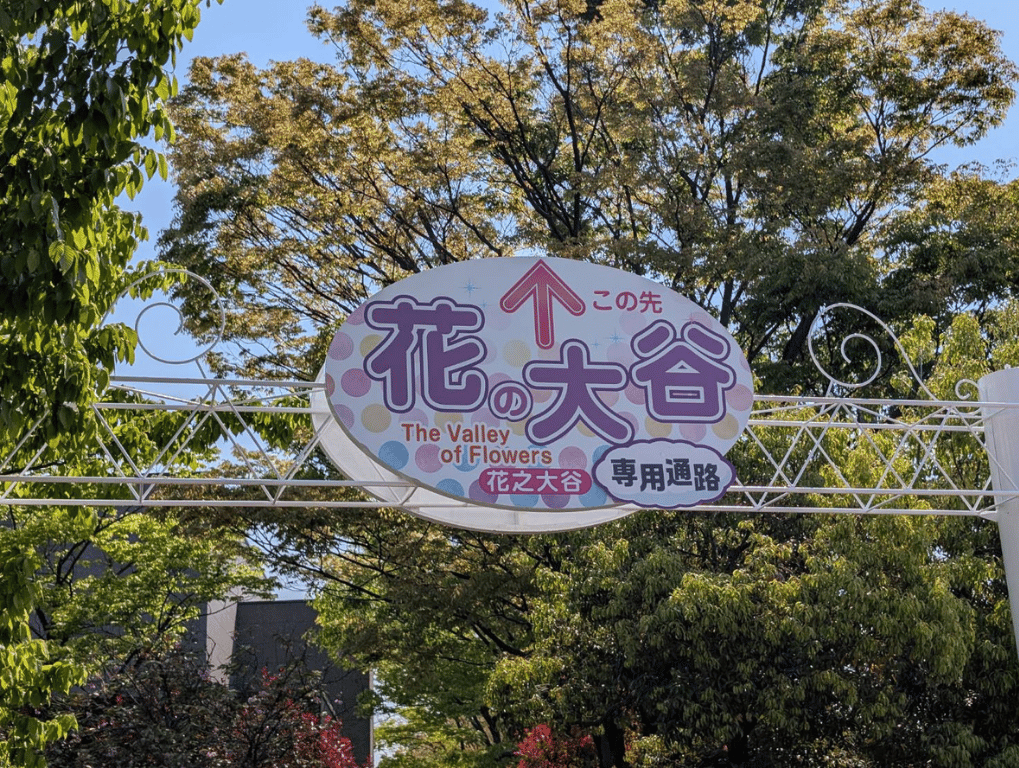 ↑ この先
花の大谷
The Valley
of Flowers
花之大谷
専用通路